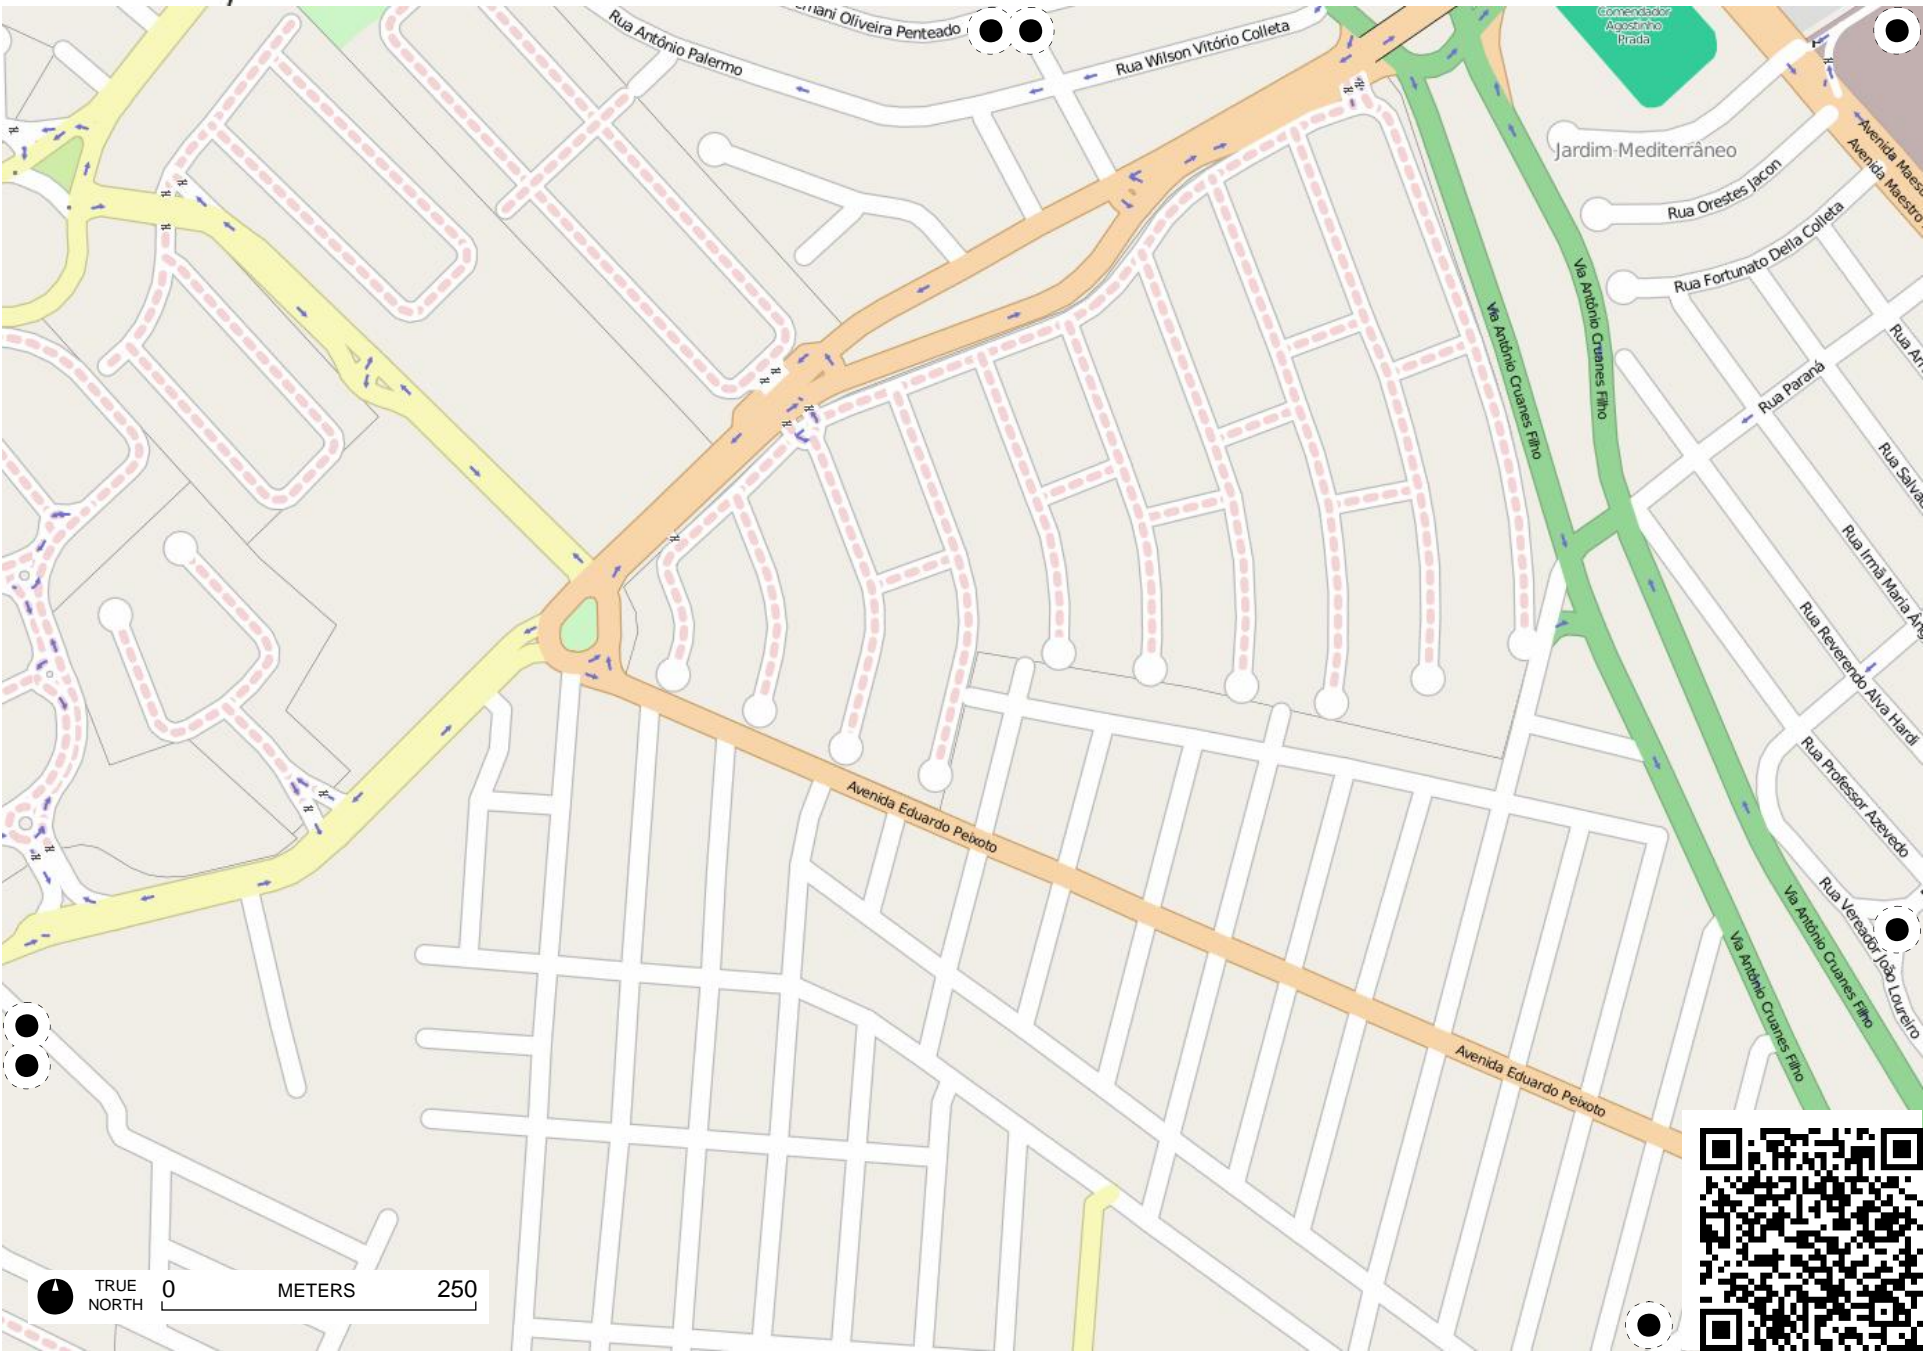 Oliveira Penteado
Comendador
Agostinho
Prada
Rua Antônio Palermo
Rua Wilson Vitório Colleta
Jardim Mediterrâneo
Avenida Maestro
Rua Orestes Jacon
Rua Fortunato Della Colleta
Via Antônio Cruanes Filho
Via Antônio Cruanes Filho
Rua Paraná
Rua Irmã Maria
Rua Reverendo Alva Hardi
Rua Professor Azevedo
Avenida Eduardo Peixoto
Rua Vereador João Loureiro
Via Antônio Cruanes Filho
Via Antônio Cruanes Filho
Avenida Eduardo Peixoto
TRUE
NORTH
0 METERS 250